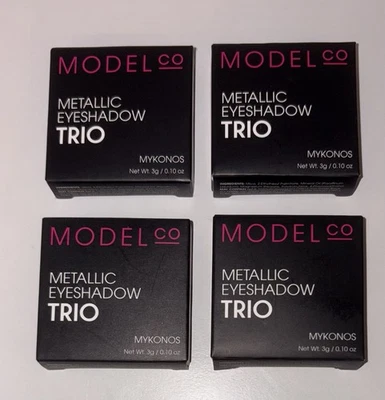 MODEL CO
METALLIC
EYESHADOW
TRIO
MYKONOS
Net Wt. 3g / 0.10 oz
MODEL CO
METALLIC
EYESHADOW
TRIO
MYKONOS
Net Wt. 3g / 0.10 oz
MODEL CO
METALLIC
EYESHADOW
TRIO
MYKONOS
Net Wt. 3g / 0.10 oz
MODEL CO
METALLIC
EYESHADOW
TRIO
MYKONOS
Net Wt. 3g / 0.10 oz